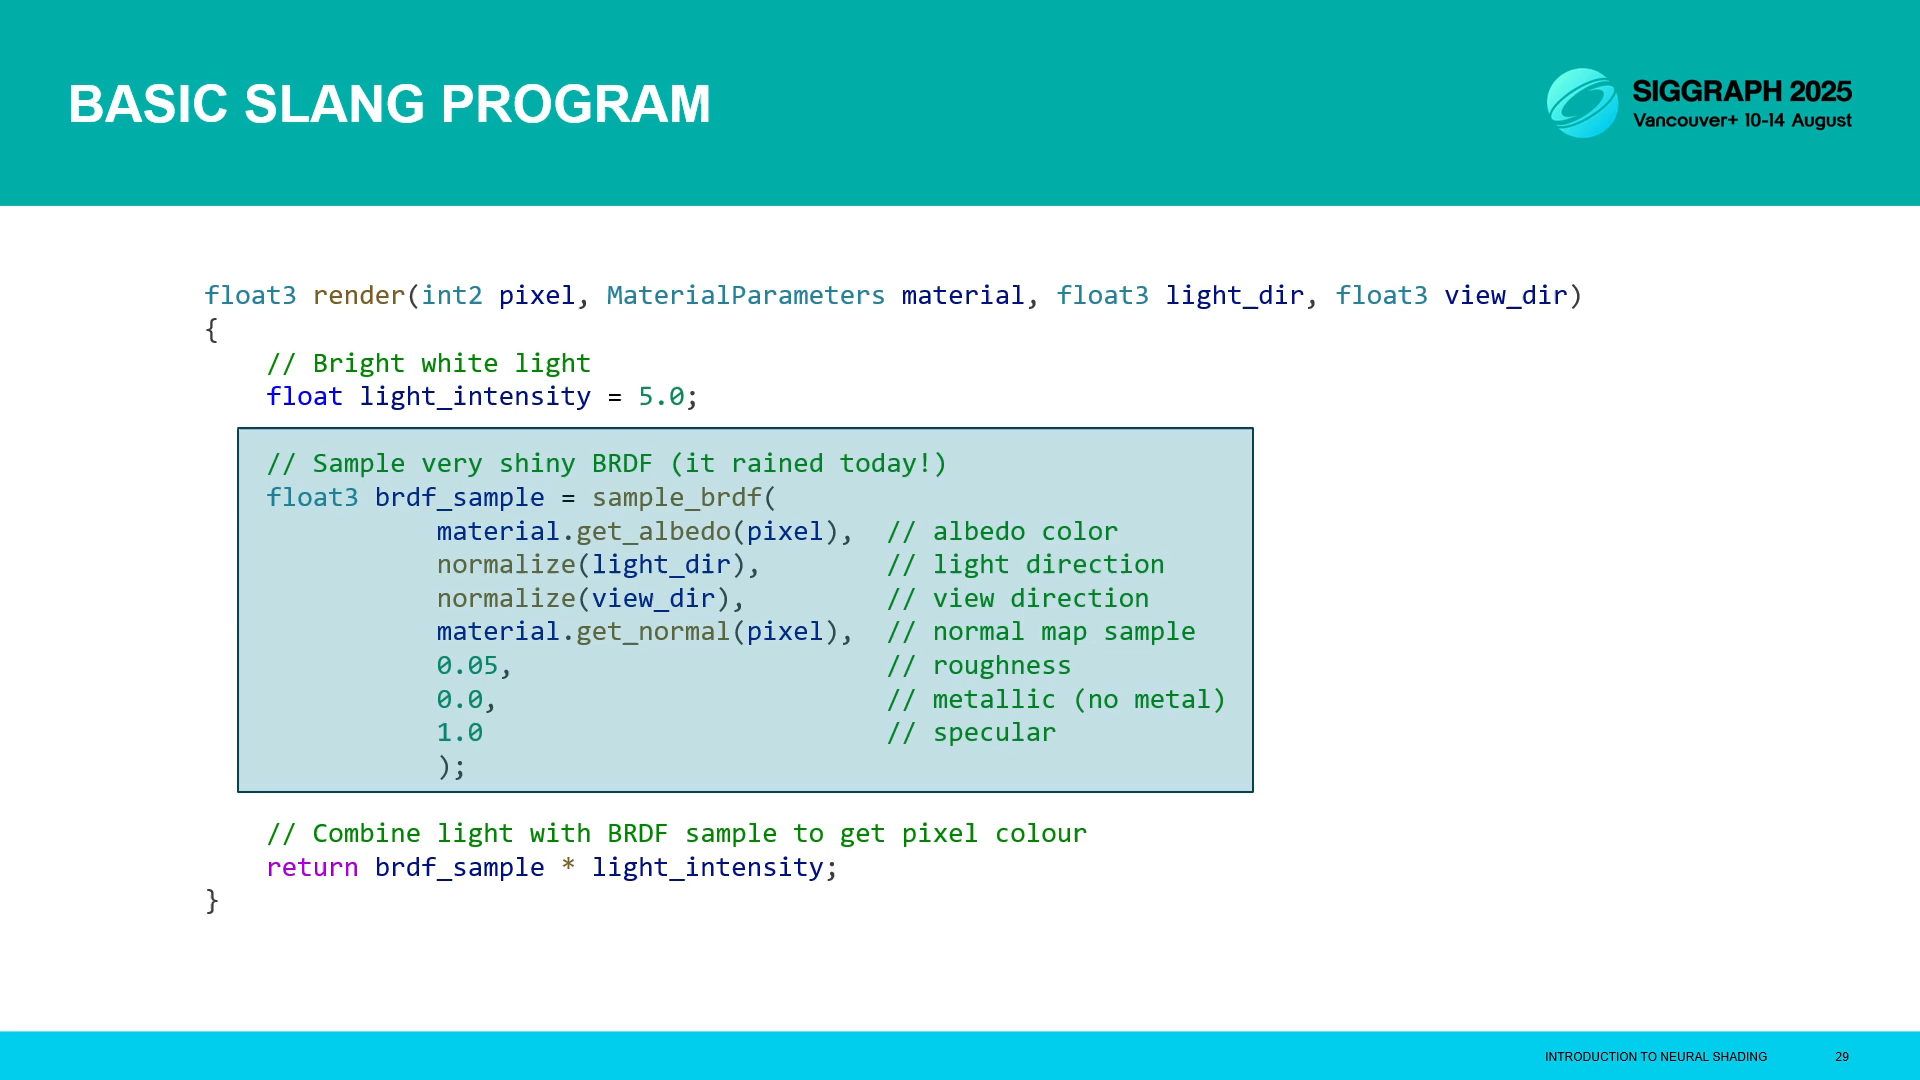 BASIC SLANG PROGRAM
SIGGRAPH 2025
Vancouver+ 10-14 August
float3 render(int2 pixel, MaterialParameters material, float3 light_dir, float3 view_dir)
{
    // Bright white light
    float light_intensity = 5.0;
    // Sample very shiny BRDF (it rained today!)
    float3 brdf_sample = sample_brdf(
               material.get_albedo(pixel),  // albedo color
               normalize(light_dir),        // light direction
               normalize(view_dir),         // view direction
               material.get_normal(pixel),  // normal map sample
               0.05,                        // roughness
               0.0,                         // metallic (no metal)
               1.0                          // specular
               );
    // Combine light with BRDF sample to get pixel colour
    return brdf_sample * light_intensity;
}
INTRODUCTION TO NEURAL SHADING 29